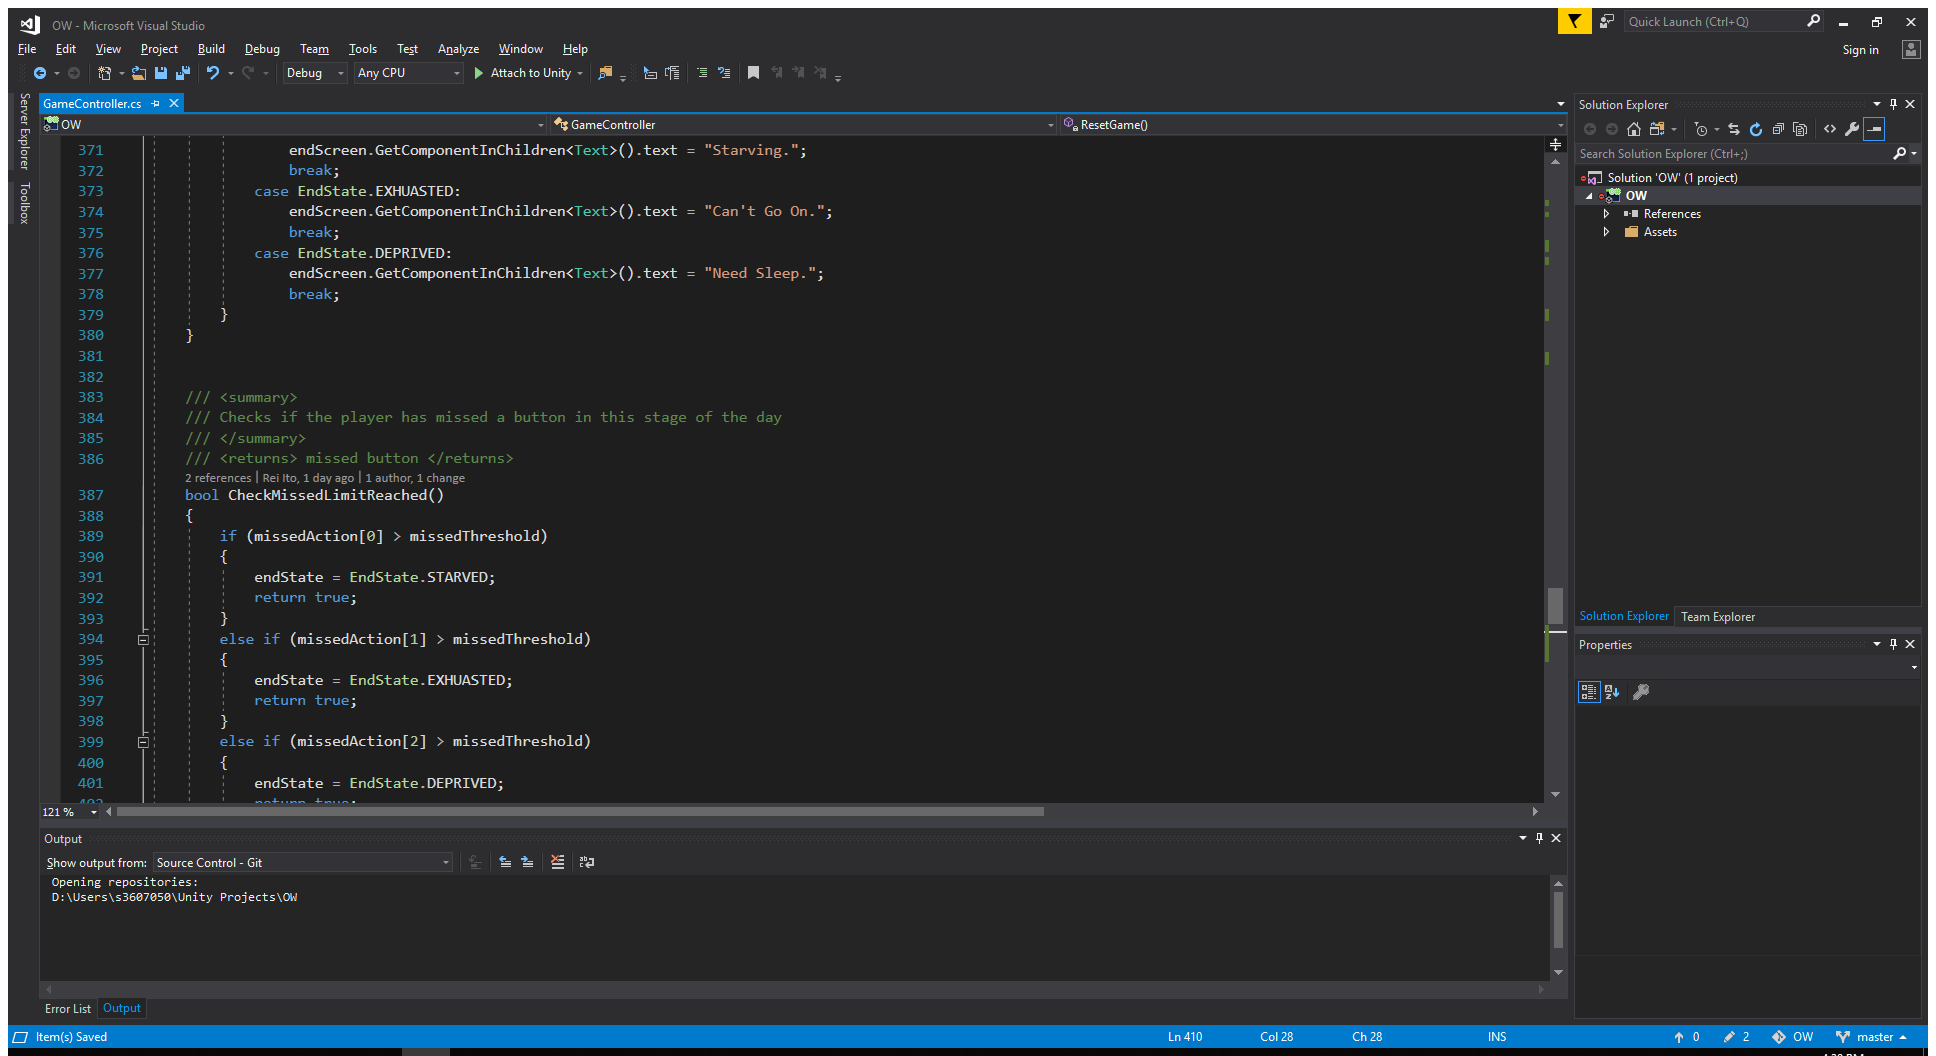 OW - Microsoft Visual Studio
Quick Launch (Ctrl+Q)
File Edit View Project Build Debug Team Tools Test Analyze Window Help
Sign in
Debug Any CPU Attach to Unity
Server Explorer
Toolbox
GameController.cs
OW GameController ResetGame()
371 endScreen.GetComponentInChildren<Text>().text = "Starving.";
372 break;
373 case EndState.EXHUASTED:
374 endScreen.GetComponentInChildren<Text>().text = "Can't Go On.";
375 break;
376 case EndState.DEPRIVED:
377 endScreen.GetComponentInChildren<Text>().text = "Need Sleep.";
378 break;
379 }
380 }
381
382
383 /// <summary>
384 /// Checks if the player has missed a button in this stage of the day
385 /// </summary>
386 /// <returns> missed button </returns>
2 references | Rei Ito, 1 day ago | 1 author, 1 change
387 bool CheckMissedLimitReached()
388 {
389 if (missedAction[0] > missedThreshold)
390 {
391 endState = EndState.STARVED;
392 return true;
393 }
394 else if (missedAction[1] > missedThreshold)
395 {
396 endState = EndState.EXHUASTED;
397 return true;
398 }
399 else if (missedAction[2] > missedThreshold)
400 {
401 endState = EndState.DEPRIVED;
402 return true;
121 %
Output
Show output from: Source Control - Git
Opening repositories:
D:\Users\s3607050\Unity Projects\OW
Error List Output
Solution Explorer
Search Solution Explorer (Ctrl+;)
Solution 'OW' (1 project)
OW
References
Assets
Solution Explorer Team Explorer
Properties
Item(s) Saved Ln 410 Col 28 Ch 28 INS 0 2 OW master